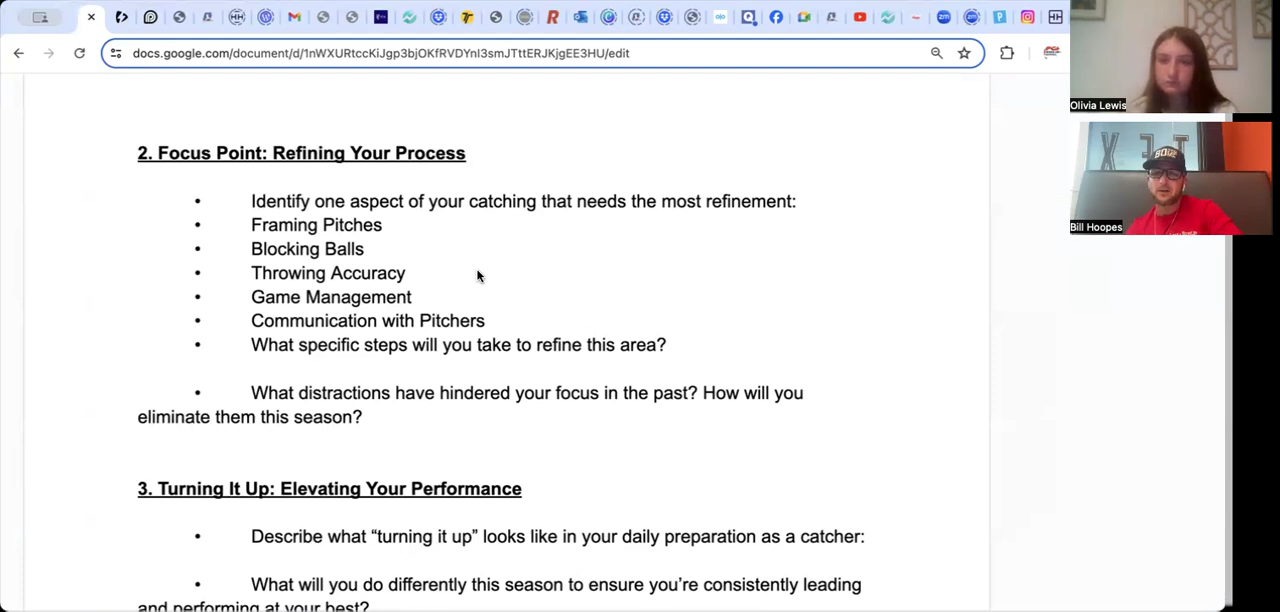 docs.google.com/document/d/1nWXURtccKiJgp3bjOKfRVDYnI3smJTttERJKjgEE3HU/edit
Olivia Lewis
Bill Hoopes
2. Focus Point: Refining Your Process
• Identify one aspect of your catching that needs the most refinement:
• Framing Pitches
• Blocking Balls
• Throwing Accuracy
• Game Management
• Communication with Pitchers
• What specific steps will you take to refine this area?
• What distractions have hindered your focus in the past? How will you
eliminate them this season?
3. Turning It Up: Elevating Your Performance
• Describe what “turning it up” looks like in your daily preparation as a catcher:
• What will you do differently this season to ensure you’re consistently leading
and performing at your best?